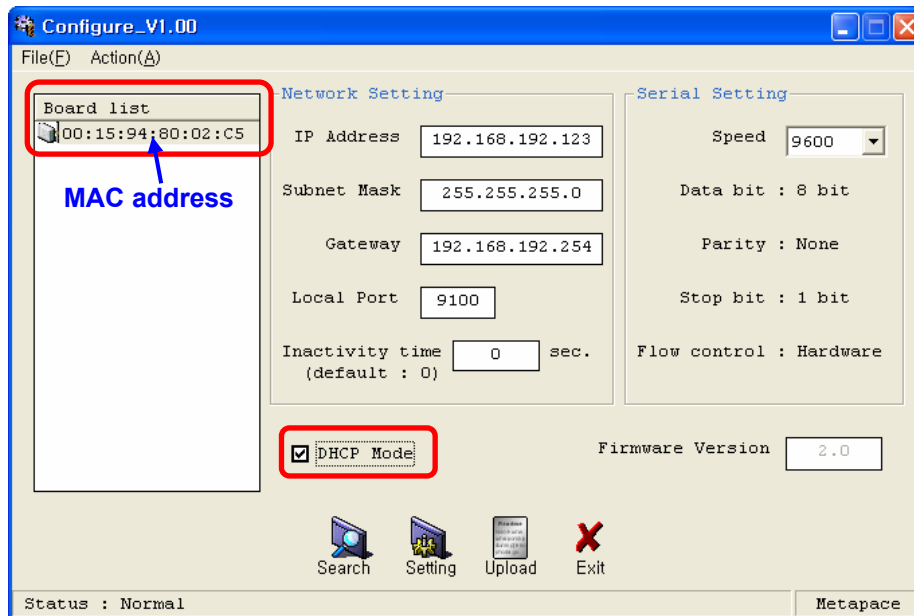 Configure_V1.00
File(F) Action(A)
Board list
00:15:94:80:02:C5
MAC address
Network Setting
IP Address 192.168.192.123
Subnet Mask 255.255.255.0
Gateway 192.168.192.254
Local Port 9100
Inactivity time 0 sec.
(default : 0)
Serial Setting
Speed 9600
Data bit : 8 bit
Parity : None
Stop bit : 1 bit
Flow control : Hardware
DHCP Mode
Firmware Version 2.0
Search Setting Upload Exit
Status : Normal Metapace